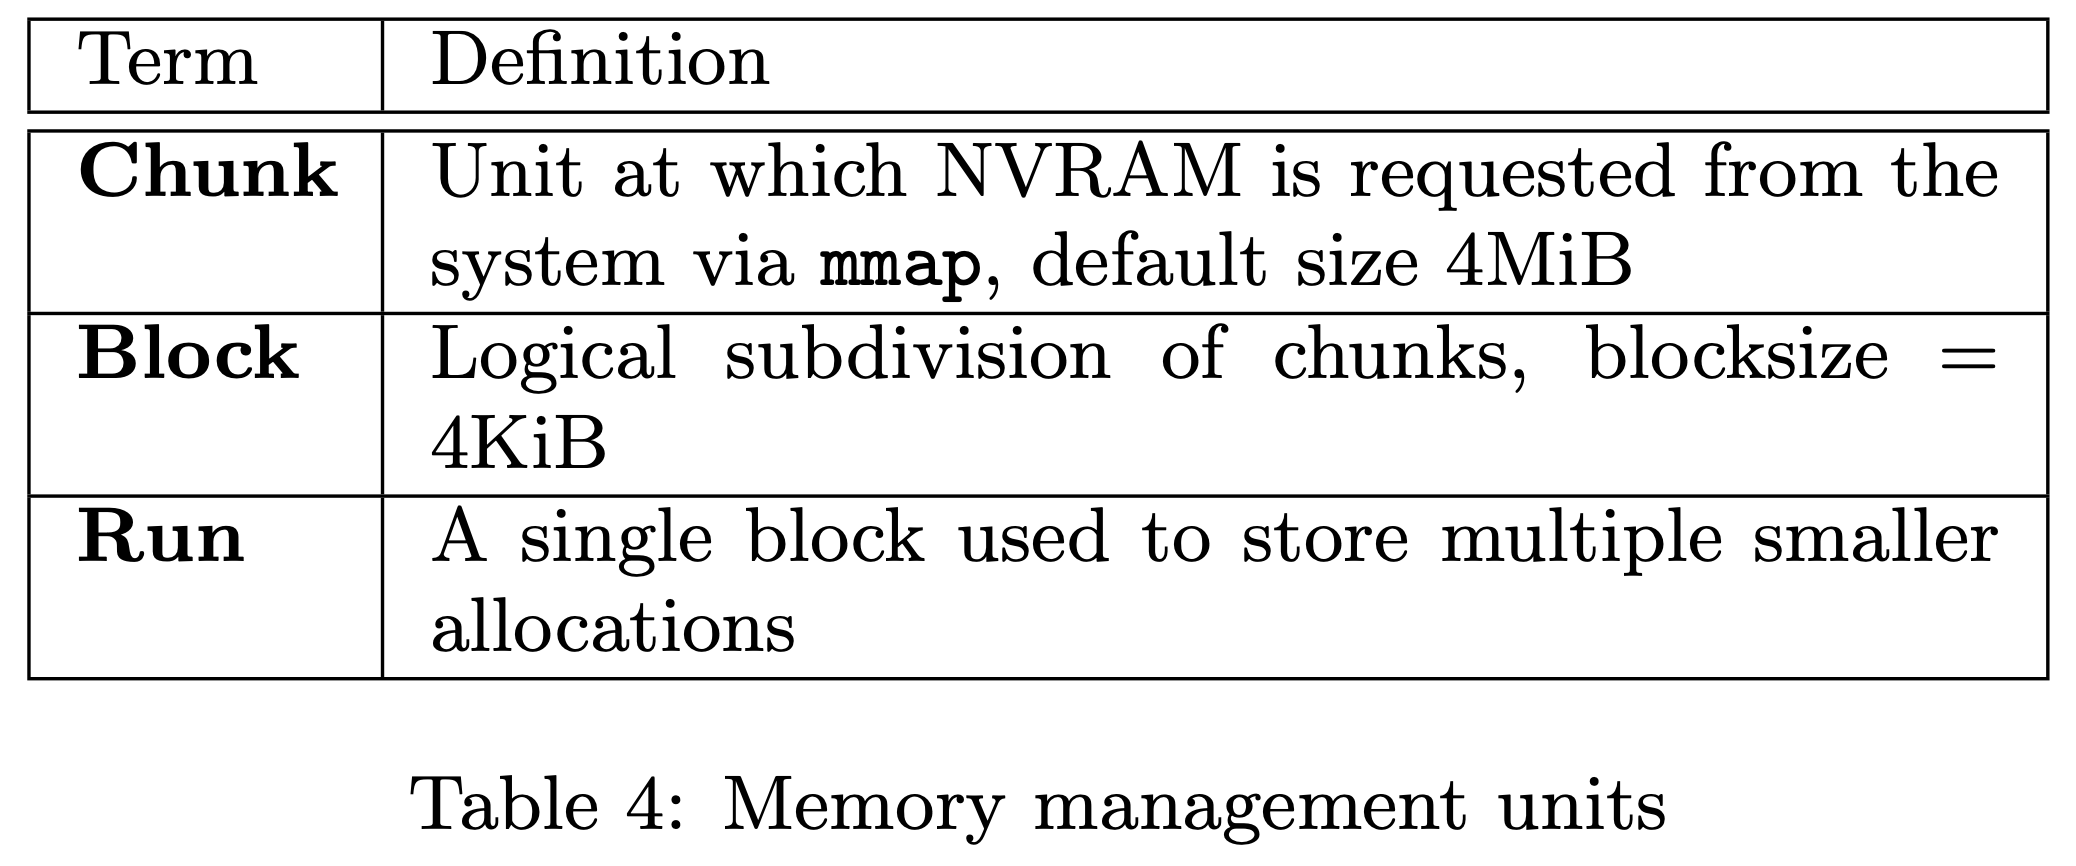 Term Definition
Chunk Unit at which NVRAM is requested from the
system via mmap, default size 4MiB
Block Logical subdivision of chunks, blocksize =
4KiB
Run A single block used to store multiple smaller
allocations
Table 4: Memory management units